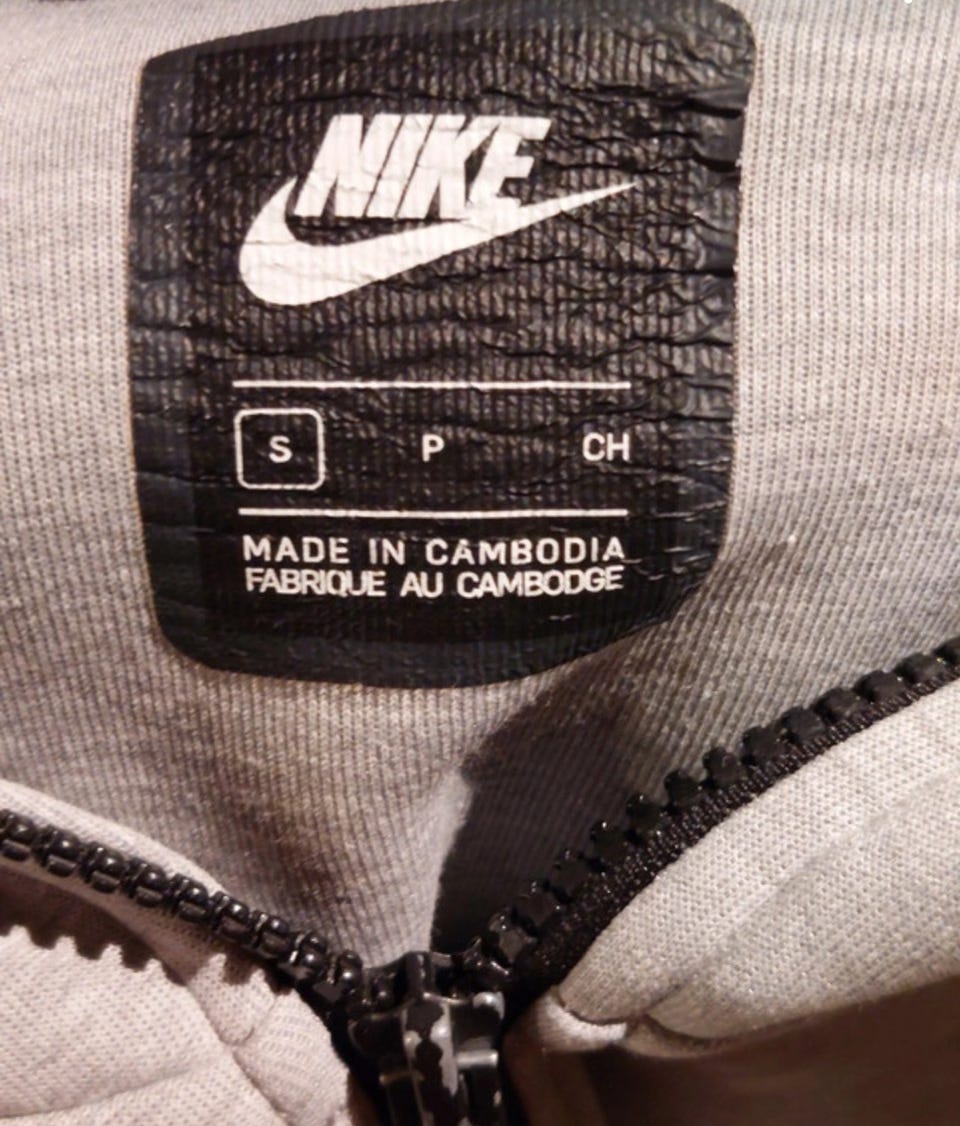 NIKE
S P CH
MADE IN CAMBODIA
FABRIQUE AU CAMBODGE